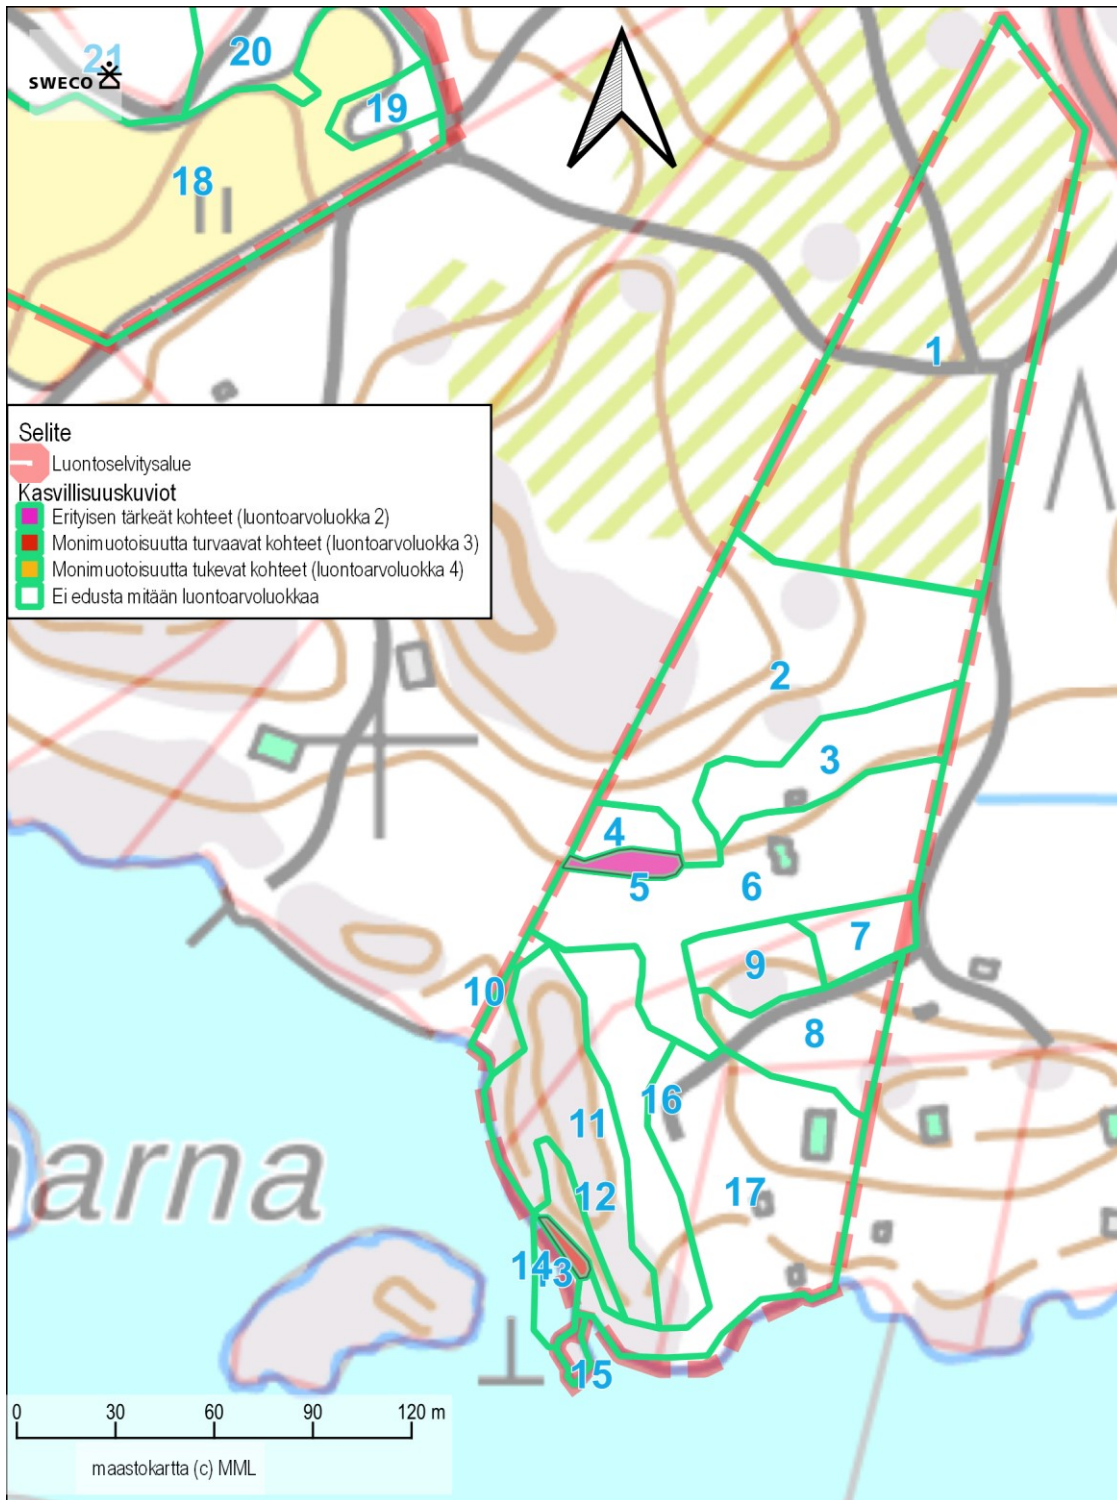 21
20
SWECO
19
18
1
Selite
Luontoselvitysalue
Kasvillisuuskuviot
Erityisen tärkeät kohteet (luontoarvoluokka 2)
Monimuotoisuutta turvaavat kohteet (luontoarvoluokka 3)
Monimuotoisuutta tukevat kohteet (luontoarvoluokka 4)
Ei edusta mitään luontoarvoluokkaa
2
3
4
5
6
7
9
10
8
16
11
arna
12
17
14
13
15
0 30 60 90 120 m
maastokartta (c) MML